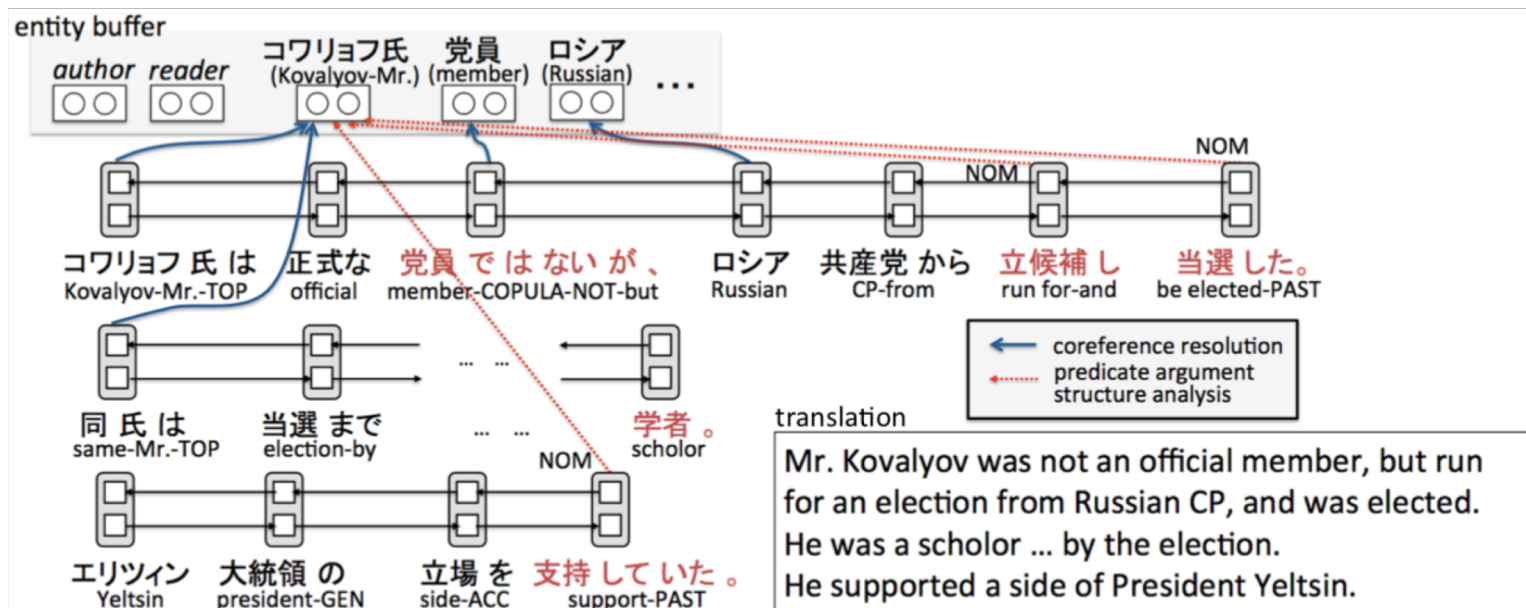 entity buffer
author reader コワリョフ氏 (Kovalyov-Mr.) 党員 (member) ロシア (Russian) ...
NOM
NOM
コワリョフ 氏 は 正式な 党員 で は ない が 、 ロシア 共産党 から 立候補 し 当選 した。
Kovalyov-Mr.-TOP official member-COPULA-NOT-but Russian CP-from run for-and be elected-PAST
... ...
coreference resolution
predicate argument
structure analysis
同 氏 は 当選 まで ... ... 学者 。
same-Mr.-TOP election-by scholor
NOM
エリツィン 大統領 の 立場 を 支持 して いた 。
Yeltsin president-GEN side-ACC support-PAST
translation
Mr. Kovalyov was not an official member, but run
for an election from Russian CP, and was elected.
He was a scholar ... by the election.
He supported a side of President Yeltsin.